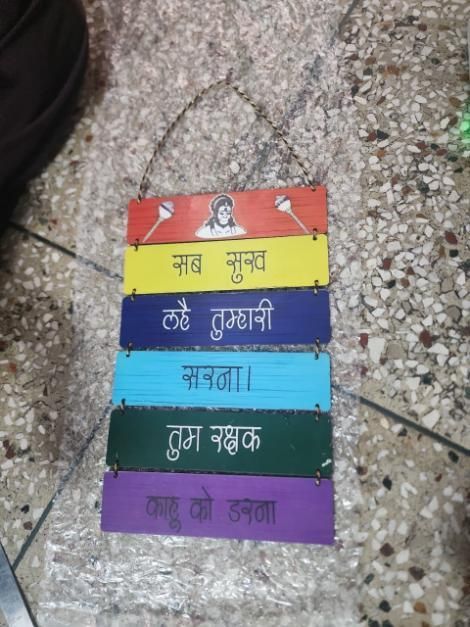 सब सुख
लहै तुम्हारी
सरना।
तुम रक्षक
काहू को डरना